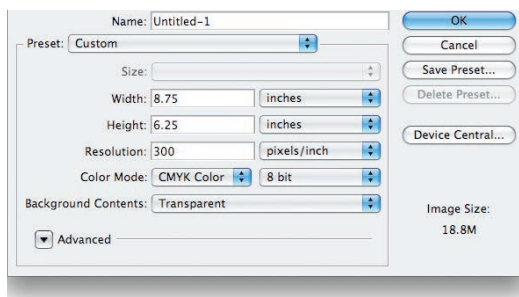 Name: Untitled-1
OK
Preset: Custom
Cancel
Size:
Save Preset...
Width: 8.75 inches
Delete Preset...
Height: 6.25 inches
Device Central...
Resolution: 300 pixels/inch
Color Mode: CMYK Color 8 bit
Background Contents: Transparent
Image Size:
18.8M
Advanced